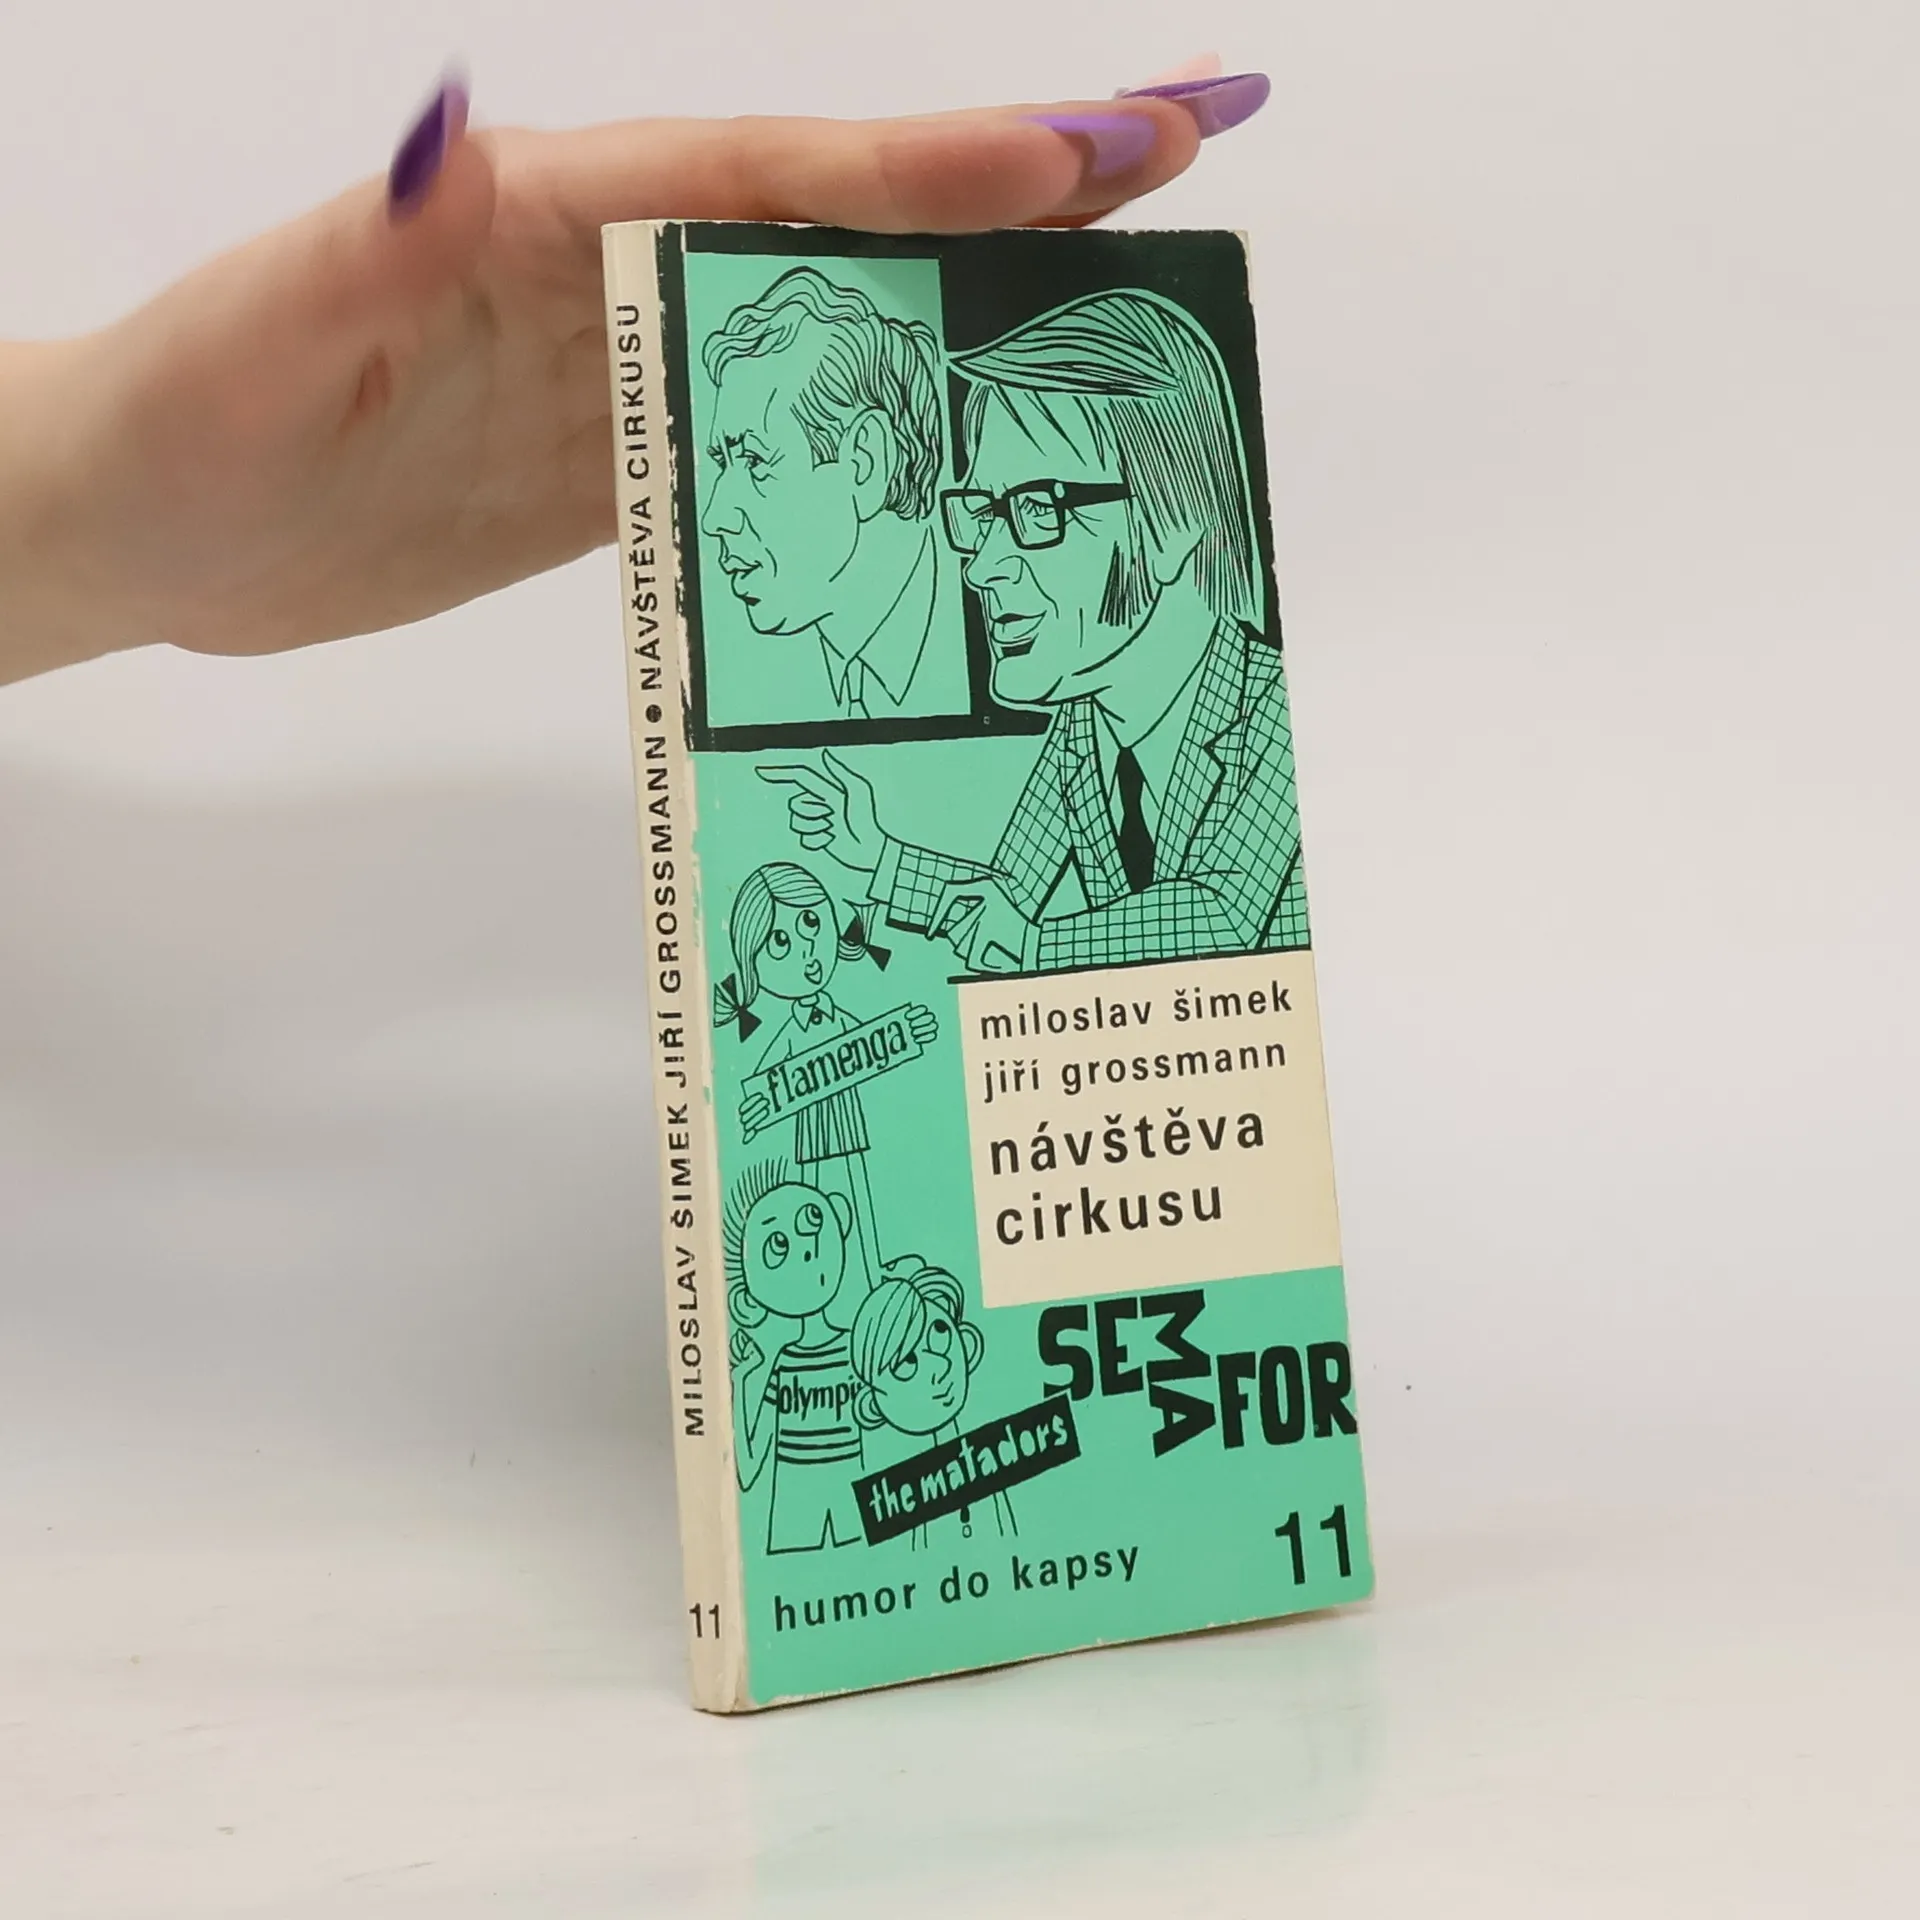 MILOSLAV ŠIMEK JIŘÍ GROSSMANN ● NÁVŠTĚVA CIRKUSU
11
miloslav šimek
jiří grossmann
návštěva
cirkusu
flamenga
olympi
the matadors
SEMAFOR
humor do kapsy
11